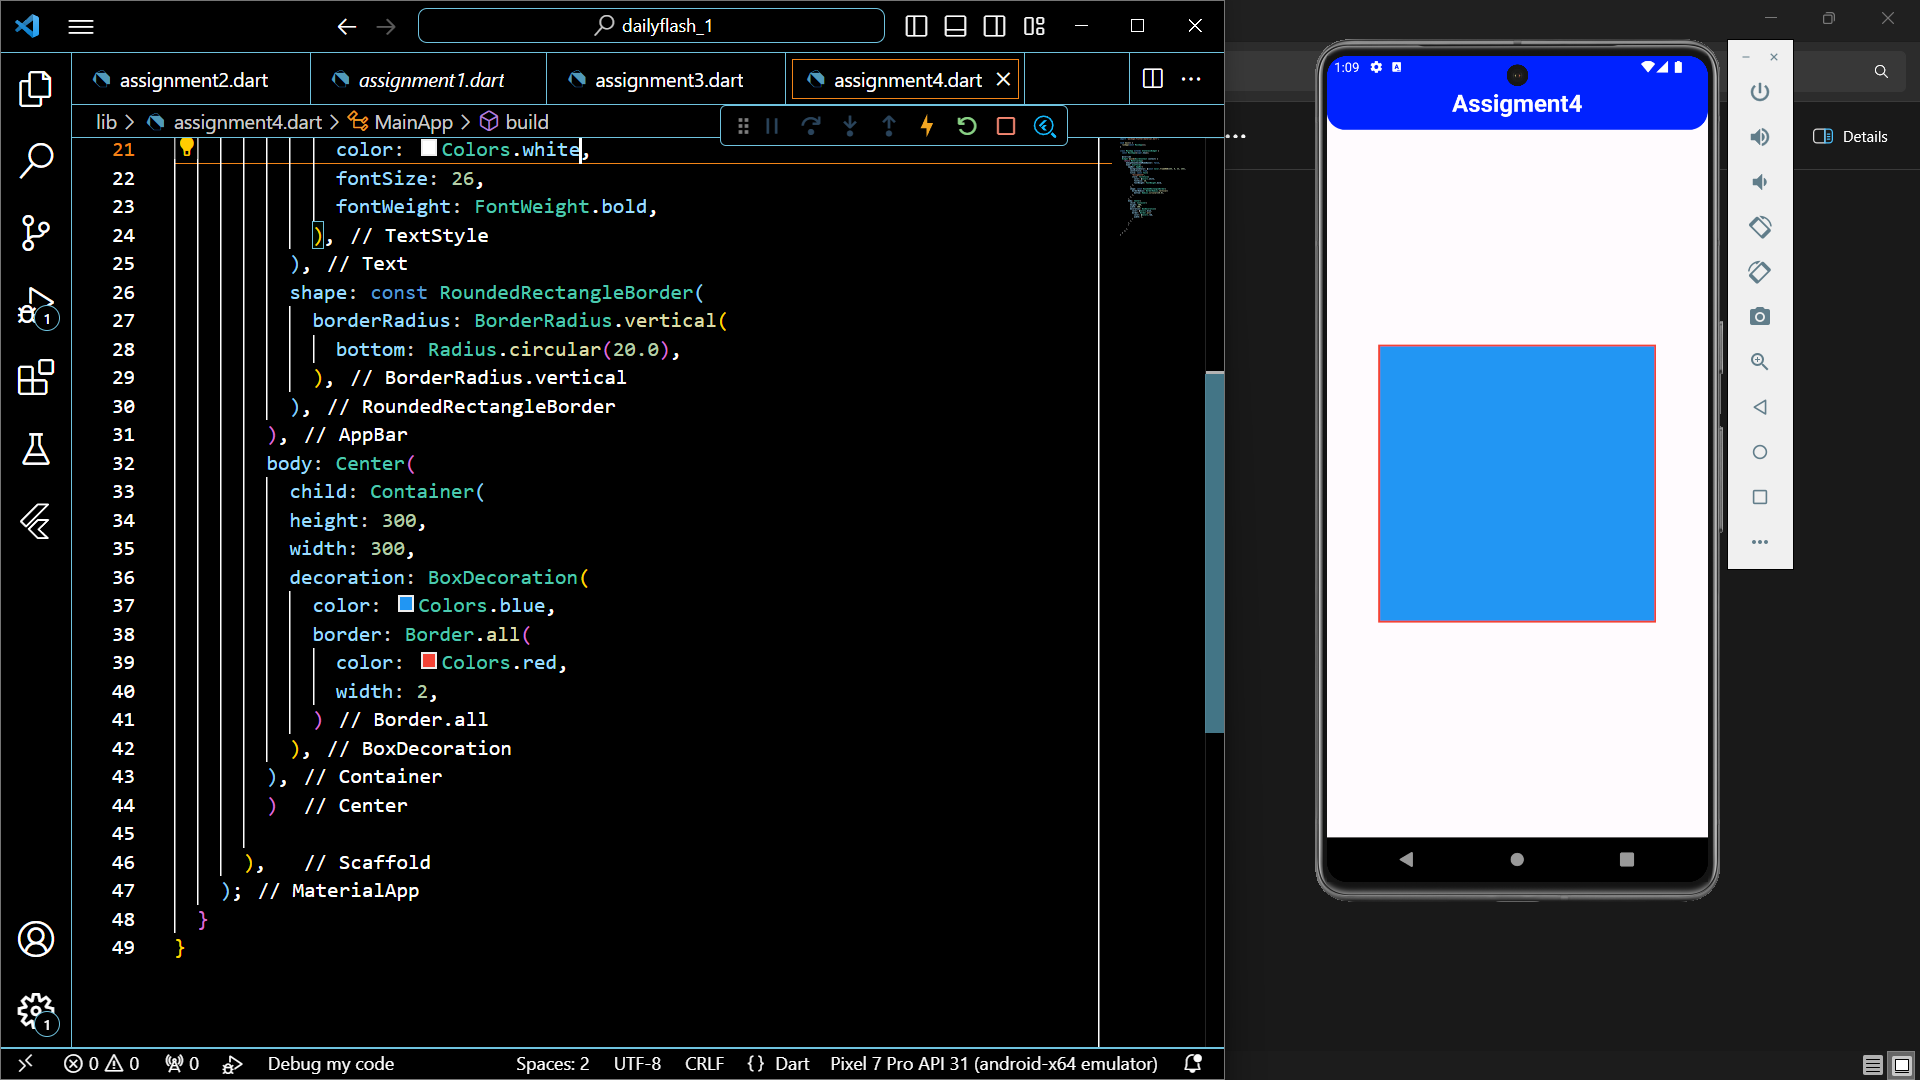 dailyflash_1
assignment2.dart
assignment1.dart
assignment3.dart
assignment4.dart
lib > assignment4.dart > MainApp > build
21 color: Colors.white,
22 fontSize: 26,
23 fontWeight: FontWeight.bold,
24 ), // TextStyle
25 ), // Text
26 shape: const RoundedRectangleBorder(
27 borderRadius: BorderRadius.vertical(
28 bottom: Radius.circular(20.0),
29 ), // BorderRadius.vertical
30 ), // RoundedRectangleBorder
31 ), // AppBar
32 body: Center(
33 child: Container(
34 height: 300,
35 width: 300,
36 decoration: BoxDecoration(
37 color: Colors.blue,
38 border: Border.all(
39 color: Colors.red,
40 width: 2,
41 ) // Border.all
42 ), // BoxDecoration
43 ), // Container
44 ) // Center
45
46 ), // Scaffold
47 ); // MaterialApp
48 }
49 }
1
1
0 0 0 Debug my code Spaces: 2 UTF-8 CRLF {} Dart Pixel 7 Pro API 31 (android-x64 emulator)
1:09
Assigment4
Details